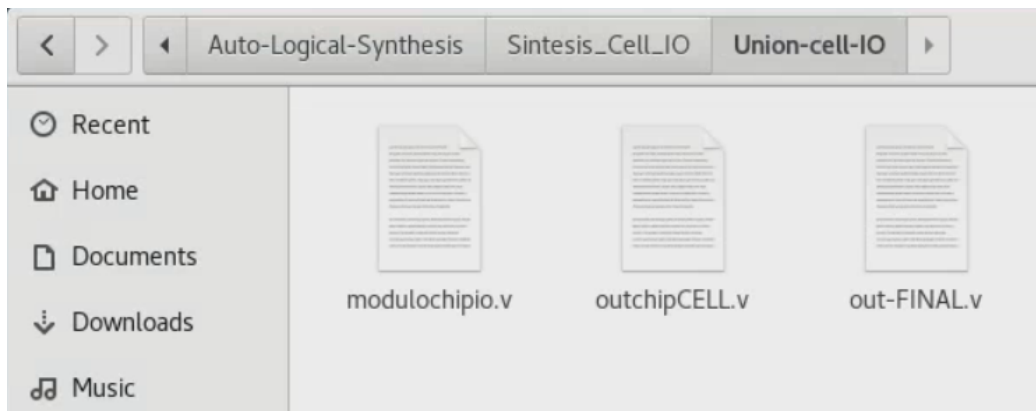 Auto-Logical-Synthesis Sintesis_Cell_IO Union-cell-IO
Recent
Home
Documents
Downloads
Music
modulochipio.v outchipCELL.v out-FINAL.v